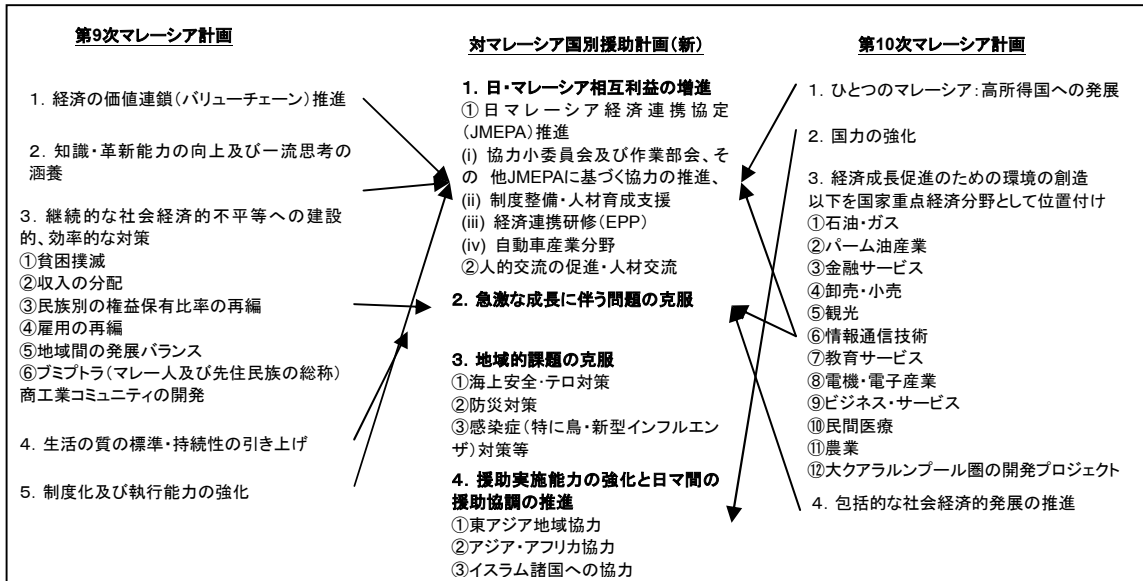 第9次マレーシア計画
1．経済の価値連鎖（バリューチェーン）推進
2．知識・革新能力の向上及び一流思考の
涵養
3．継続的な社会経済的不平等への建設
的、効率的な対策
①貧困撲滅
②収入の分配
③民族別の権益保有比率の再編
④雇用の再編
⑤地域間の発展バランス
⑥ブミプトラ（マレー人及び先住民族の総称）
商工業コミュニティの開発
4．生活の質の標準・持続性の引き上げ
5．制度化及び執行能力の強化
対マレーシア国別援助計画（新）
1．日・マレーシア相互利益の増進
①日マレーシア経済連携協定
（JMEPA）推進
(i) 協力小委員会及び作業部会、そ
の 他JMEPAに基づく協力の推進、
(ii) 制度整備・人材育成支援
(iii) 経済連携研修（EPP）
(iv) 自動車産業分野
②人的交流の促進・人材交流
2．急激な成長に伴う問題の克服
3．地域的課題の克服
①海上安全・テロ対策
②防災対策
③感染症（特に鳥・新型インフルエン
ザ）対策等
4．援助実施能力の強化と日マ間の
援助協調の推進
①東アジア地域協力
②アジア・アフリカ協力
③イスラム諸国への協力
第10次マレーシア計画
1．ひとつのマレーシア：高所得国への発展
2．国力の強化
3．経済成長促進のための環境の創造
以下を国家重点経済分野として位置付け
①石油・ガス
②パーム油産業
③金融サービス
④卸売・小売
⑤観光
⑥情報通信技術
⑦教育サービス
⑧電機・電子産業
⑨ビジネス・サービス
⑩民間医療
⑪農業
⑫大クアラルンプール圏の開発プロジェクト
4．包括的な社会経済的発展の推進